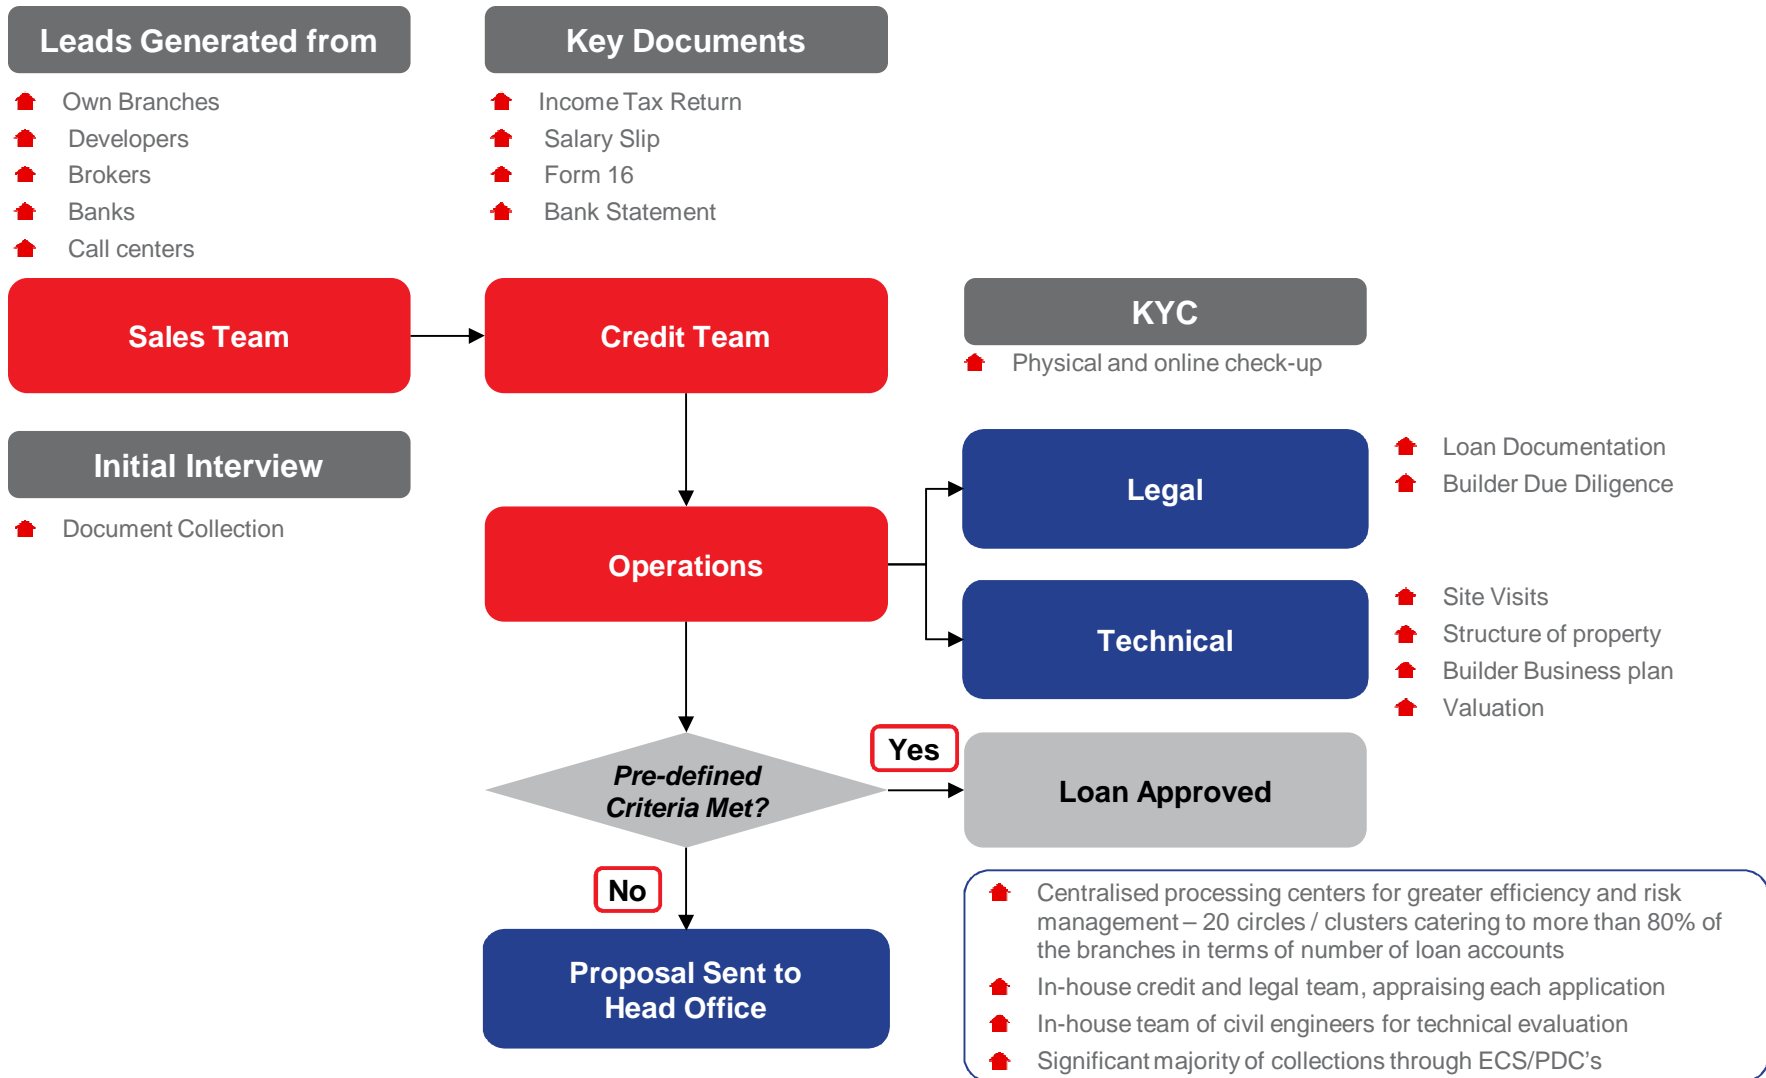 Leads Generated from
Own Branches
Developers
Brokers
Banks
Call centers
Key Documents
Income Tax Return
Salary Slip
Form 16
Bank Statement
Sales Team
Credit Team
KYC
Physical and online check-up
Initial Interview
Document Collection
Operations
Legal
Loan Documentation
Builder Due Diligence
Technical
Site Visits
Structure of property
Builder Business plan
Valuation
Pre-defined
Criteria Met?
Yes
Loan Approved
No
Proposal Sent to
Head Office
Centralised processing centers for greater efficiency and risk
management – 20 circles / clusters catering to more than 80% of
the branches in terms of number of loan accounts
In-house credit and legal team, appraising each application
In-house team of civil engineers for technical evaluation
Significant majority of collections through ECS/PDC's